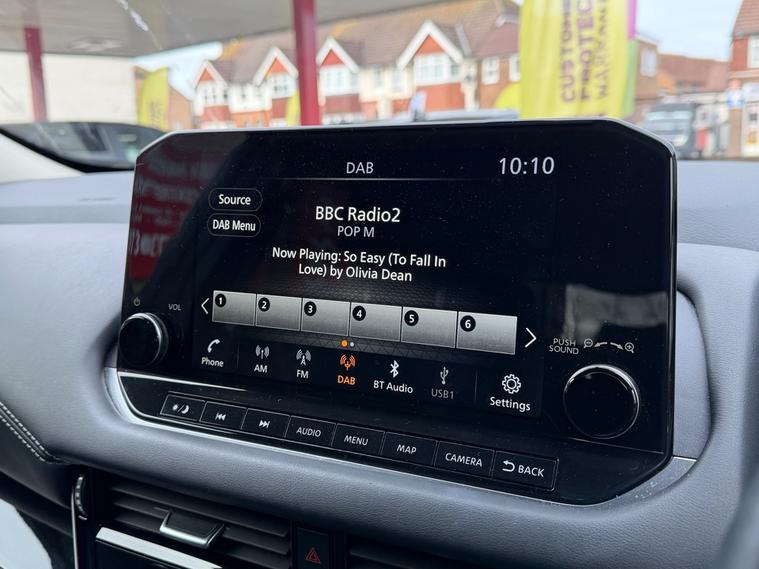 CUSTOMER
PROTECT
WARRANTY
DAB
10:10
Source
BBC Radio2
DAB Menu
POP M
Now Playing: So Easy (To Fall In
Love) by Olivia Dean
VOL
1 2 3 4 5 6
PUSH
SOUND
Phone
AM
FM
DAB
BT Audio
USB1
Settings
AUDIO
MENU
MAP
CAMERA
BACK